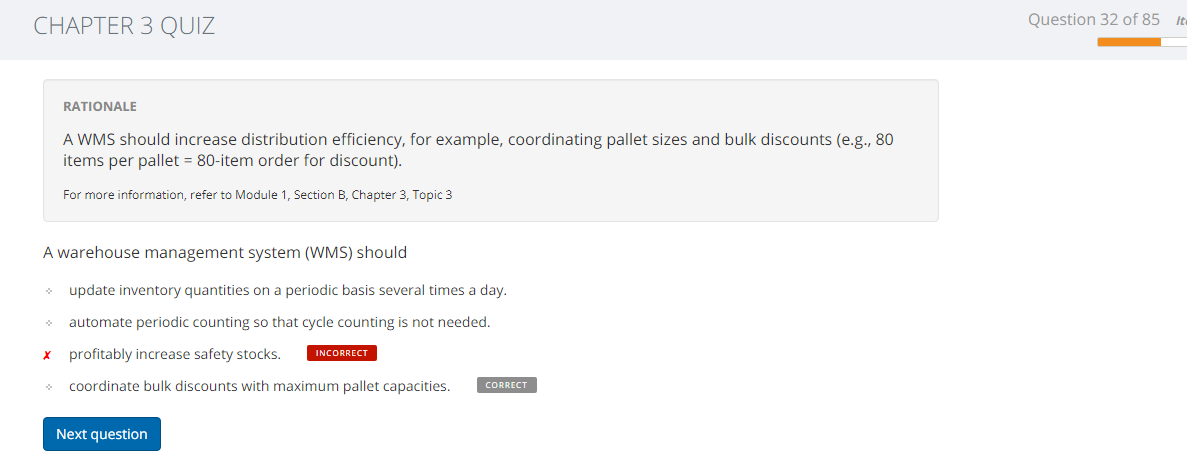 CHAPTER 3 QUIZ
Question 32 of 85
RATIONALE
A WMS should increase distribution efficiency, for example, coordinating pallet sizes and bulk discounts (e.g., 80
items per pallet = 80-item order for discount).
For more information, refer to Module 1, Section B, Chapter 3, Topic 3
A warehouse management system (WMS) should
update inventory quantities on a periodic basis several times a day.
automate periodic counting so that cycle counting is not needed.
profitably increase safety stocks. INCORRECT
coordinate bulk discounts with maximum pallet capacities. CORRECT
Next question